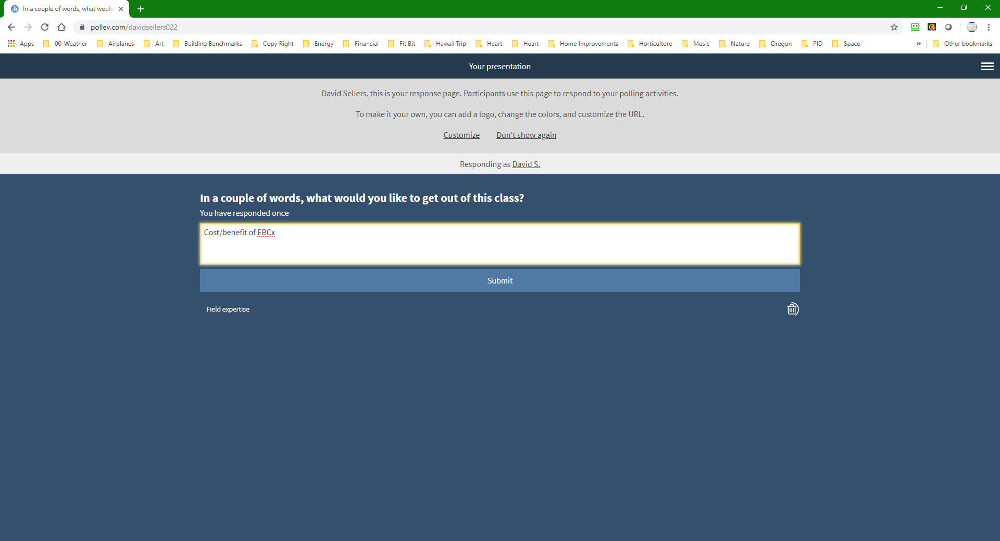 In a couple of words, what would
pollev.com/davidsellers022
Apps 00-Weather Airplanes Art Building Benchmarks Copy Right Energy Financial Fit Bit Hawaii Trip Heart Heart Home Improvements Horticulture Music Nature Oregon PID Space » Other bookmarks
Your presentation
David Sellers, this is your response page. Participants use this page to respond to your polling activities.
To make it your own, you can add a logo, change the colors, and customize the URL.
Customize Don't show again
Responding as David S.
In a couple of words, what would you like to get out of this class?
You have responded once
Cost/benefit of EBCx
Submit
Field expertise